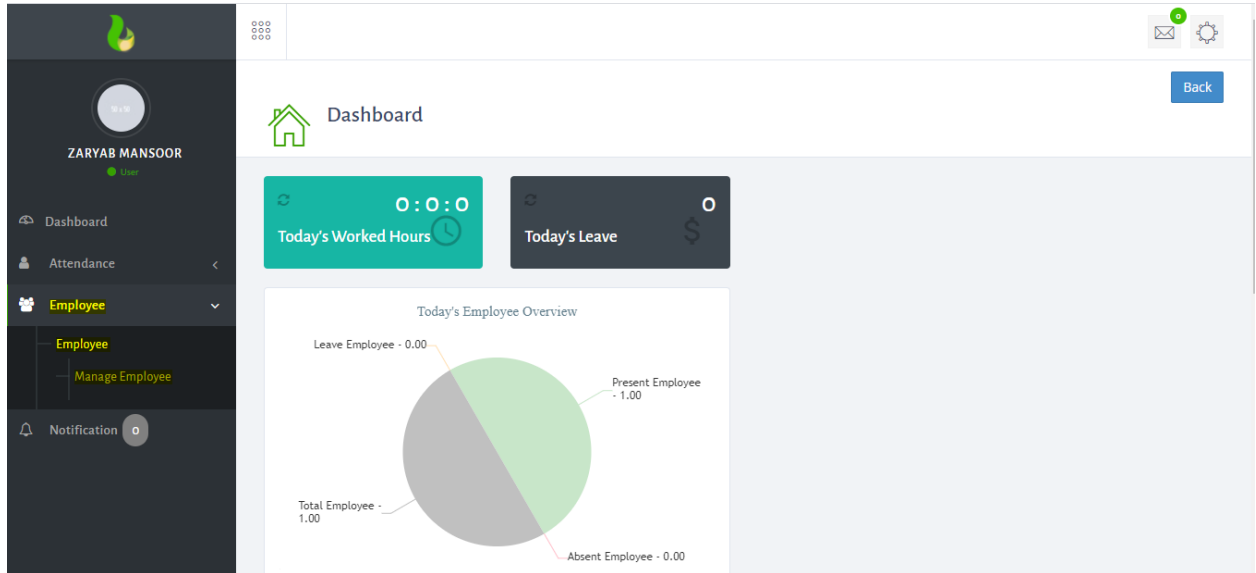 0
Back
Dashboard
ZARYAB MANSOOR
User
Dashboard
Attendance
Employee
Employee
Manage Employee
Notification 0
0 : 0 : 0
Today's Worked Hours
0
Today's Leave
Today's Employee Overview
Leave Employee - 0.00
Present Employee
- 1.00
Total Employee -
1.00
Absent Employee - 0.00